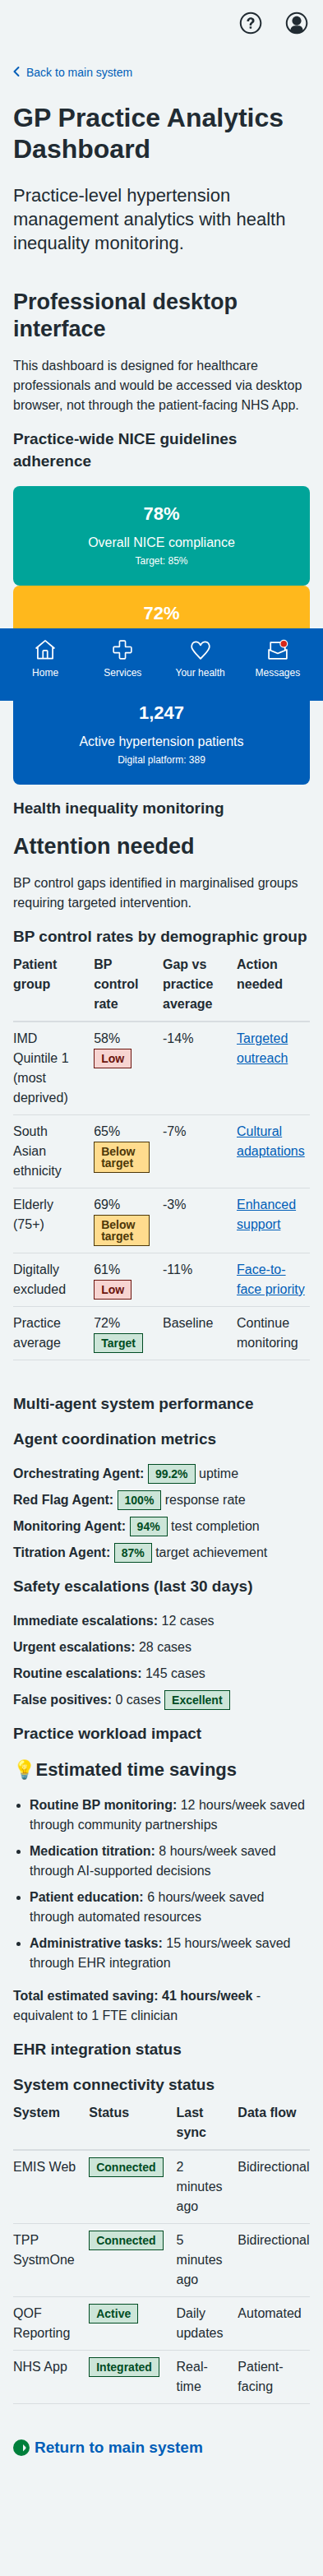 Back to main system
GP Practice Analytics
Dashboard
Practice-level hypertension
management analytics with health
inequality monitoring.
Professional desktop
interface
This dashboard is designed for healthcare
professionals and would be accessed via desktop
browser, not through the patient-facing NHS App.
Practice-wide NICE guidelines
adherence
78%
Overall NICE compliance
Target: 85%
72%
Home Services Your health Messages
1,247
Active hypertension patients
Digital platform: 389
Health inequality monitoring
Attention needed
BP control gaps identified in marginalised groups
requiring targeted intervention.
BP control rates by demographic group
Patient BP Gap vs Action
group control practice needed
rate average
IMD 58% -14% Targeted
Quintile 1 Low outreach
(most
deprived)
South 65% -7% Cultural
Asian Below target adaptations
ethnicity
Elderly 69% -3% Enhanced
(75+) Below target support
Digitally 61% -11% Face-to-
excluded Low face priority
Practice 72% Baseline Continue
average Target monitoring
Multi-agent system performance
Agent coordination metrics
Orchestrating Agent: 99.2% uptime
Red Flag Agent: 100% response rate
Monitoring Agent: 94% test completion
Titration Agent: 87% target achievement
Safety escalations (last 30 days)
Immediate escalations: 12 cases
Urgent escalations: 28 cases
Routine escalations: 145 cases
False positives: 0 cases Excellent
Practice workload impact
💡Estimated time savings
• Routine BP monitoring: 12 hours/week saved
through community partnerships
• Medication titration: 8 hours/week saved
through AI-supported decisions
• Patient education: 6 hours/week saved
through automated resources
• Administrative tasks: 15 hours/week saved
through EHR integration
Total estimated saving: 41 hours/week -
equivalent to 1 FTE clinician
EHR integration status
System connectivity status
System Status Last Data flow
sync
EMIS Web Connected 2 Bidirectional
minutes
ago
TPP Connected 5 Bidirectional
SystmOne minutes
ago
QOF Active Daily Automated
Reporting updates
NHS App Integrated Real- Patient-
time facing
Return to main system